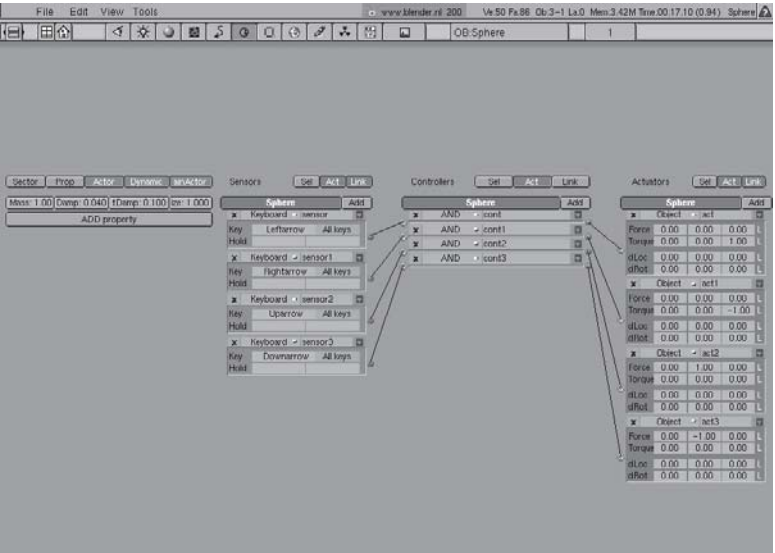 File Edit View Tools
www.blender.nl 200 Ve:50 Fa:86 Ob:3-1 La:0 Mem:3.42M Time:00:17.10 (0.94) Sphere
OB:Sphere 1
Sector Prop Actor Dynamic Sensors Sel Act Link Controllers Sel Act Link Actuators Sel Act Link
Mass: 1.00 Damp: 0.040 Damp: 0.100 1.000 Sphere Add Sphere Add Sphere Add
ADD property
x Keyboard sensor
Key Leftarrow All keys
Hold
x Keyboard sensor1
Key Rightarrow All keys
Hold
x Keyboard sensor2
Key Uparrow All keys
Hold
x Keyboard sensor3
Key Downarrow All keys
Hold
x AND cont
x AND cont1
x AND cont2
x AND cont3
x Object act
Force 0.00 0.00 0.00 L
Torque 0.00 0.00 1.00 L
dLoc 0.00 0.00 0.00 L
dRot 0.00 0.00 0.00 L
x Object act1
Force 0.00 0.00 0.00 L
Torque 0.00 0.00 -1.00 L
dLoc 0.00 0.00 0.00 L
dRot 0.00 0.00 0.00 L
x Object act2
Force 0.00 1.00 0.00 L
Torque 0.00 0.00 0.00 L
dLoc 0.00 0.00 0.00 L
dRot 0.00 0.00 0.00 L
x Object act3
Force 0.00 -1.00 0.00 L
Torque 0.00 0.00 0.00 L
dLoc 0.00 0.00 0.00 L
dRot 0.00 0.00 0.00 L